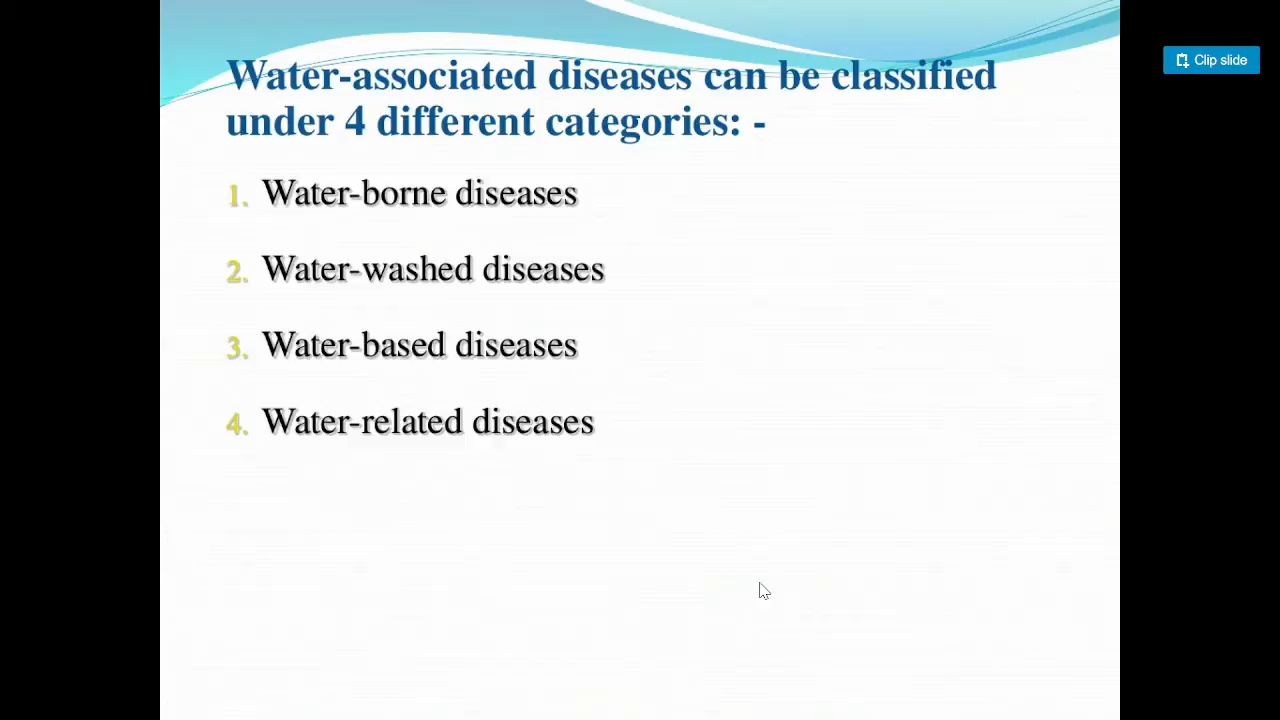 Water-associated diseases can be classified
under 4 different categories: -
1. Water-borne diseases
2. Water-washed diseases
3. Water-based diseases
4. Water-related diseases
Clip slide